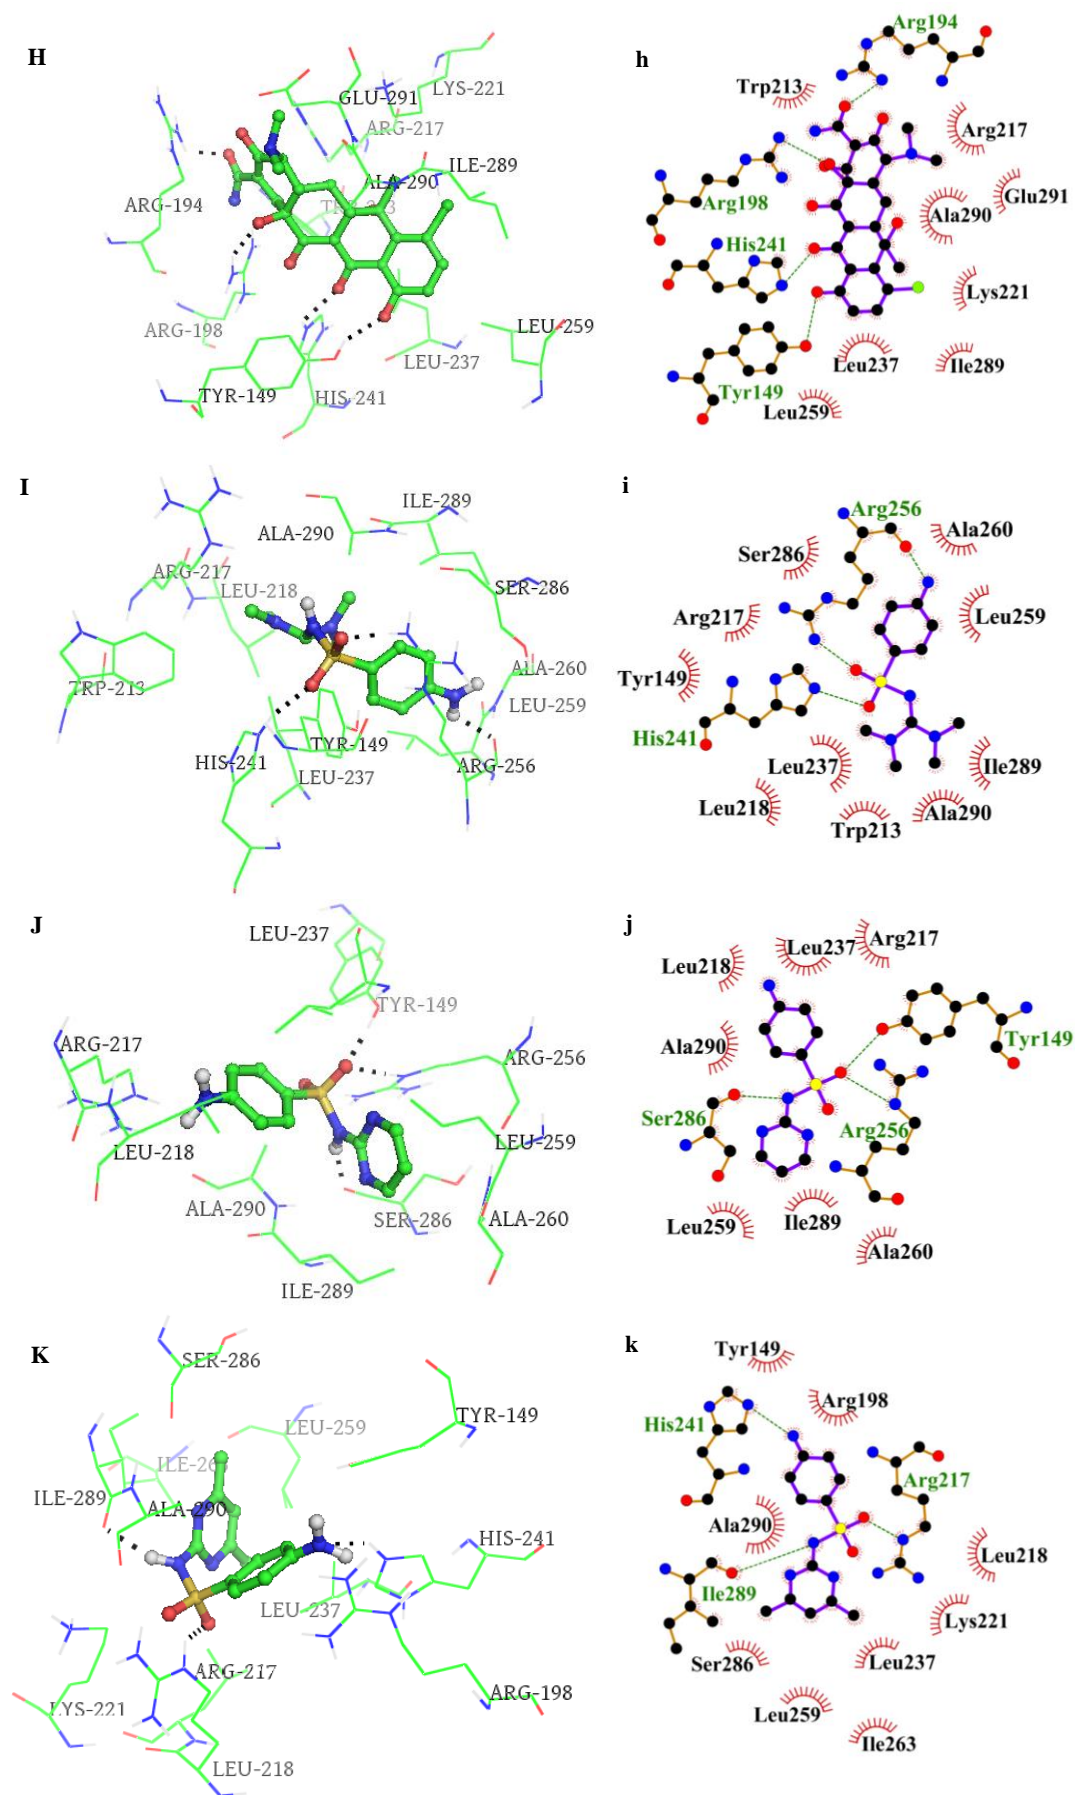 H
GLU-291
LYS-221
ARG-217
ILE-289
ALA-290
ARG-194
ARG-198
LEU-259
LEU-237
TYR-149
HIS-241
h
Arg194
Trp213
Arg217
Arg198
Glu291
Ala290
His241
Lys221
Leu237
Ile289
Tyr149
Leu259
I
ILE-289
ALA-290
ARG-217
LEU-218
SER-286
TRP-213
ALA-260
LEU-259
TYR-149
HIS-241
LEU-237
ARG-256
i
Arg256
Ala260
Ser286
Arg217
Leu259
Tyr149
His241
Leu237
Ile289
Leu218
Ala290
Trp213
J
LEU-237
TYR-149
ARG-217
ARG-256
LEU-259
LEU-218
ALA-290
SER-286
ALA-260
ILE-289
j
Leu237
Arg217
Leu218
Tyr149
Ala290
Ser286
Arg256
Leu259
Ile289
Ala260
K
SER-286
TYR-149
LEU-259
ILE-289
ALA-290
HIS-241
LEU-237
ARG-217
ARG-198
LYS-221
LEU-218
k
Tyr149
Arg198
His241
Arg217
Ala290
Leu218
Ile289
Lys221
Ser286
Leu237
Leu259
Ile263